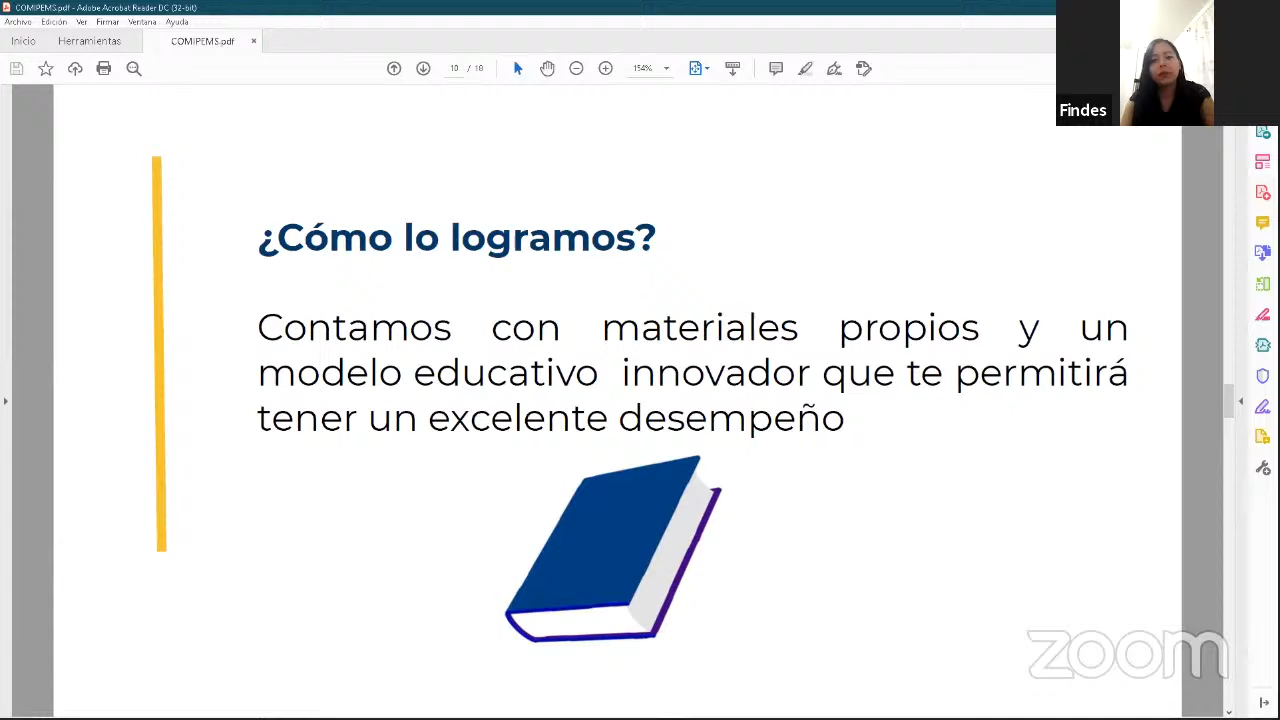 COMIPEMS.pdf - Adobe Acrobat Reader DC (32-bit)
Archivo Edición Ver Firmar Ventana Ayuda
Inicio Herramientas COMIPEMS.pdf ×
10 / 18 154%
Findes
¿Cómo lo logramos?
Contamos con materiales propios y un
modelo educativo innovador que te permitirá
tener un excelente desempeño
zoom